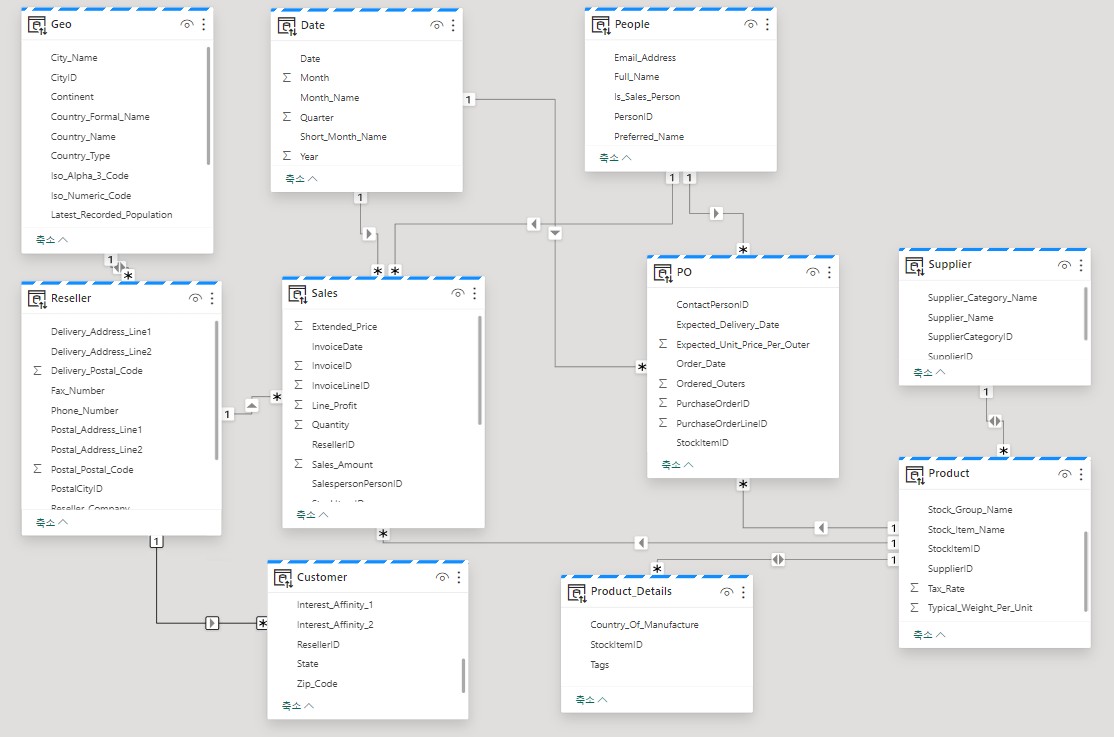 Geo
City_Name
CityID
Continent
Country_Formal_Name
Country_Name
Country_Type
Iso_Alpha_3_Code
Iso_Numeric_Code
Latest_Recorded_Population
축소
Date
Date
Σ Month
Month_Name
Σ Quarter
Short_Month_Name
Σ Year
축소
People
Email_Address
Full_Name
Is_Sales_Person
PersonID
Preferred_Name
축소
1
1
1
1
1
*
*
*
*
Reseller
Delivery_Address_Line1
Delivery_Address_Line2
Σ Delivery_Postal_Code
Fax_Number
Phone_Number
Postal_Address_Line1
Postal_Address_Line2
Σ Postal_Postal_Code
PostalCityID
Reseller_Company
축소
1
*
Sales
Σ Extended_Price
InvoiceDate
Σ InvoiceID
Σ InvoiceLineID
Σ Line_Profit
Σ Quantity
ResellerID
Σ Sales_Amount
SalespersonPersonID
축소
*
PO
ContactPersonID
Expected_Delivery_Date
Σ Expected_Unit_Price_Per_Outer
Order_Date
Σ Ordered_Outers
Σ PurchaseOrderID
Σ PurchaseOrderLineID
StockItemID
축소
Supplier
Supplier_Category_Name
Supplier_Name
SupplierCategoryID
SupplierID
축소
1
*
Product
Stock_Group_Name
Stock_Item_Name
StockItemID
SupplierID
Σ Tax_Rate
Σ Typical_Weight_Per_Unit
축소
*
1
*
1
*
1
1
*
Customer
Interest_Affinity_1
Interest_Affinity_2
ResellerID
State
Zip_Code
축소
Product_Details
Country_Of_Manufacture
StockItemID
Tags
축소